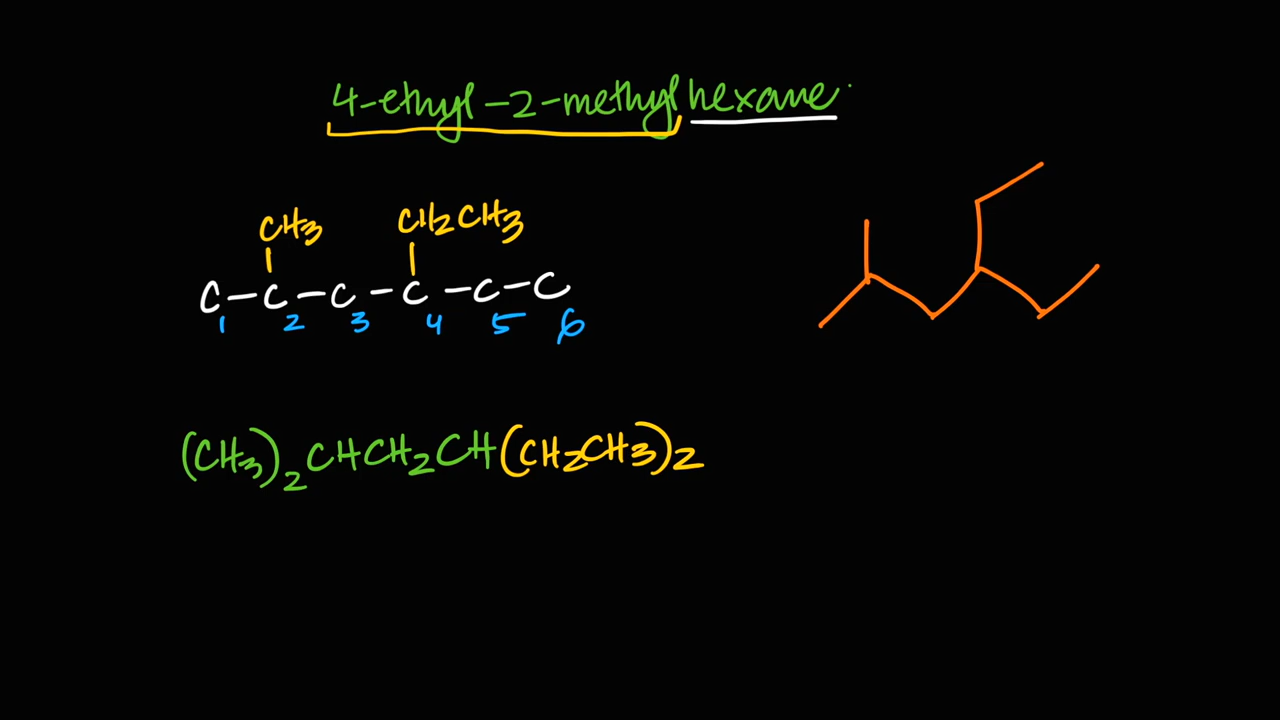 4-ethyl-2-methylhexane
CH3 CH2CH3
C-C-C-C-C-C
1 2 3 4 5 6
(CH3)2CHCH2CH(CH2CH3)2